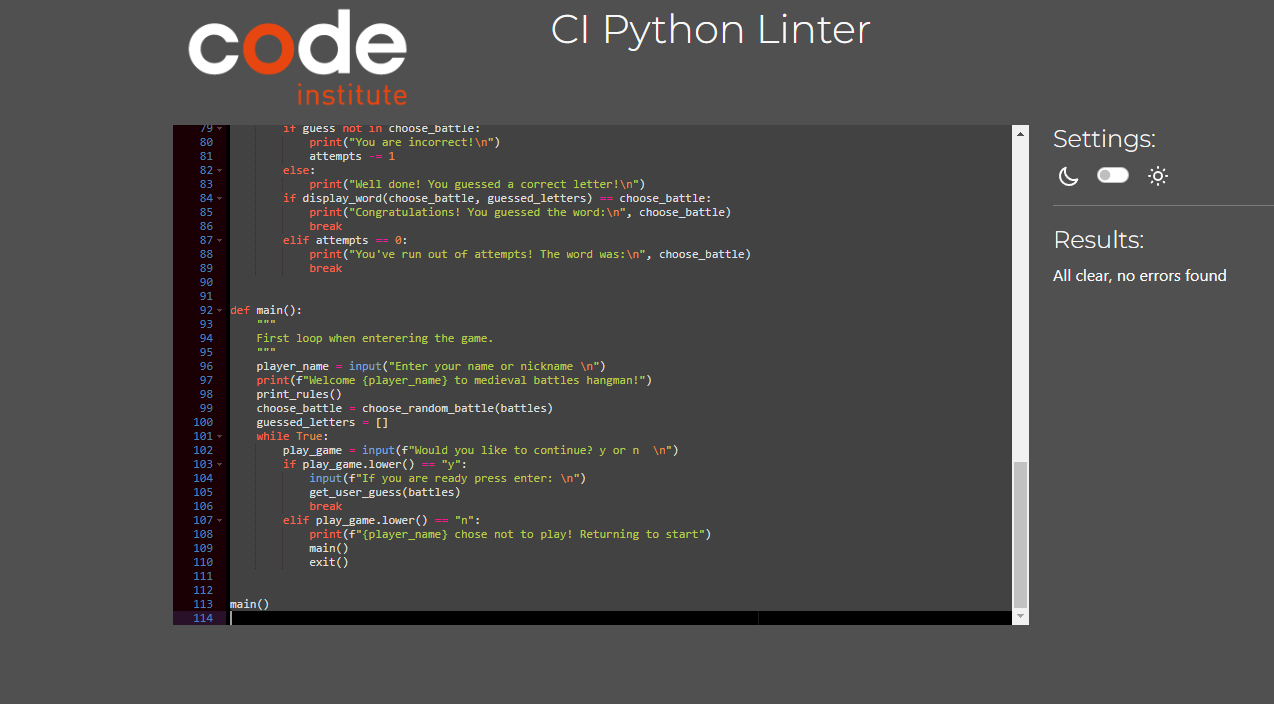 code
institute
CI Python Linter
79 if guess not in choose_battle:
80 print("You are incorrect!\n")
81 attempts -= 1
82 else:
83 print("Well done! You guessed a correct letter!\n")
84 if display_word(choose_battle, guessed_letters) == choose_battle:
85 print("Congratulations! You guessed the word:\n", choose_battle)
86 break
87 elif attempts == 0:
88 print("You've run out of attempts! The word was:\n", choose_battle)
89 break
90
91
92 def main():
93 """
94 First loop when enterering the game.
95 """
96 player_name = input("Enter your name or nickname \n")
97 print(f"Welcome {player_name} to medieval battles hangman!")
98 print_rules()
99 choose_battle = choose_random_battle(battles)
100 guessed_letters = []
101 while True:
102 play_game = input(f"Would you like to continue? y or n  \n")
103 if play_game.lower() == "y":
104 input(f"If you are ready press enter: \n")
105 get_user_guess(battles)
106 break
107 elif play_game.lower() == "n":
108 print(f"{player_name} chose not to play! Returning to start")
109 main()
110 exit()
111
112
113 main()
114
Settings:
Results:
All clear, no errors found